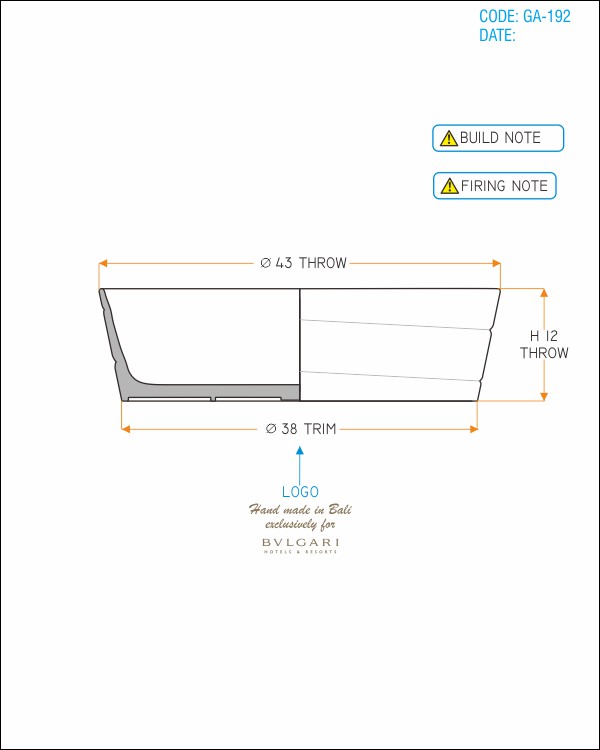 CODE: GA-192
DATE:
BUILD NOTE
FIRING NOTE
Ø 43 THROW
H 12
THROW
Ø 38 TRIM
LOGO
Hand made in Bali
exclusively for
BVLGARI
HOTELS & RESORTS